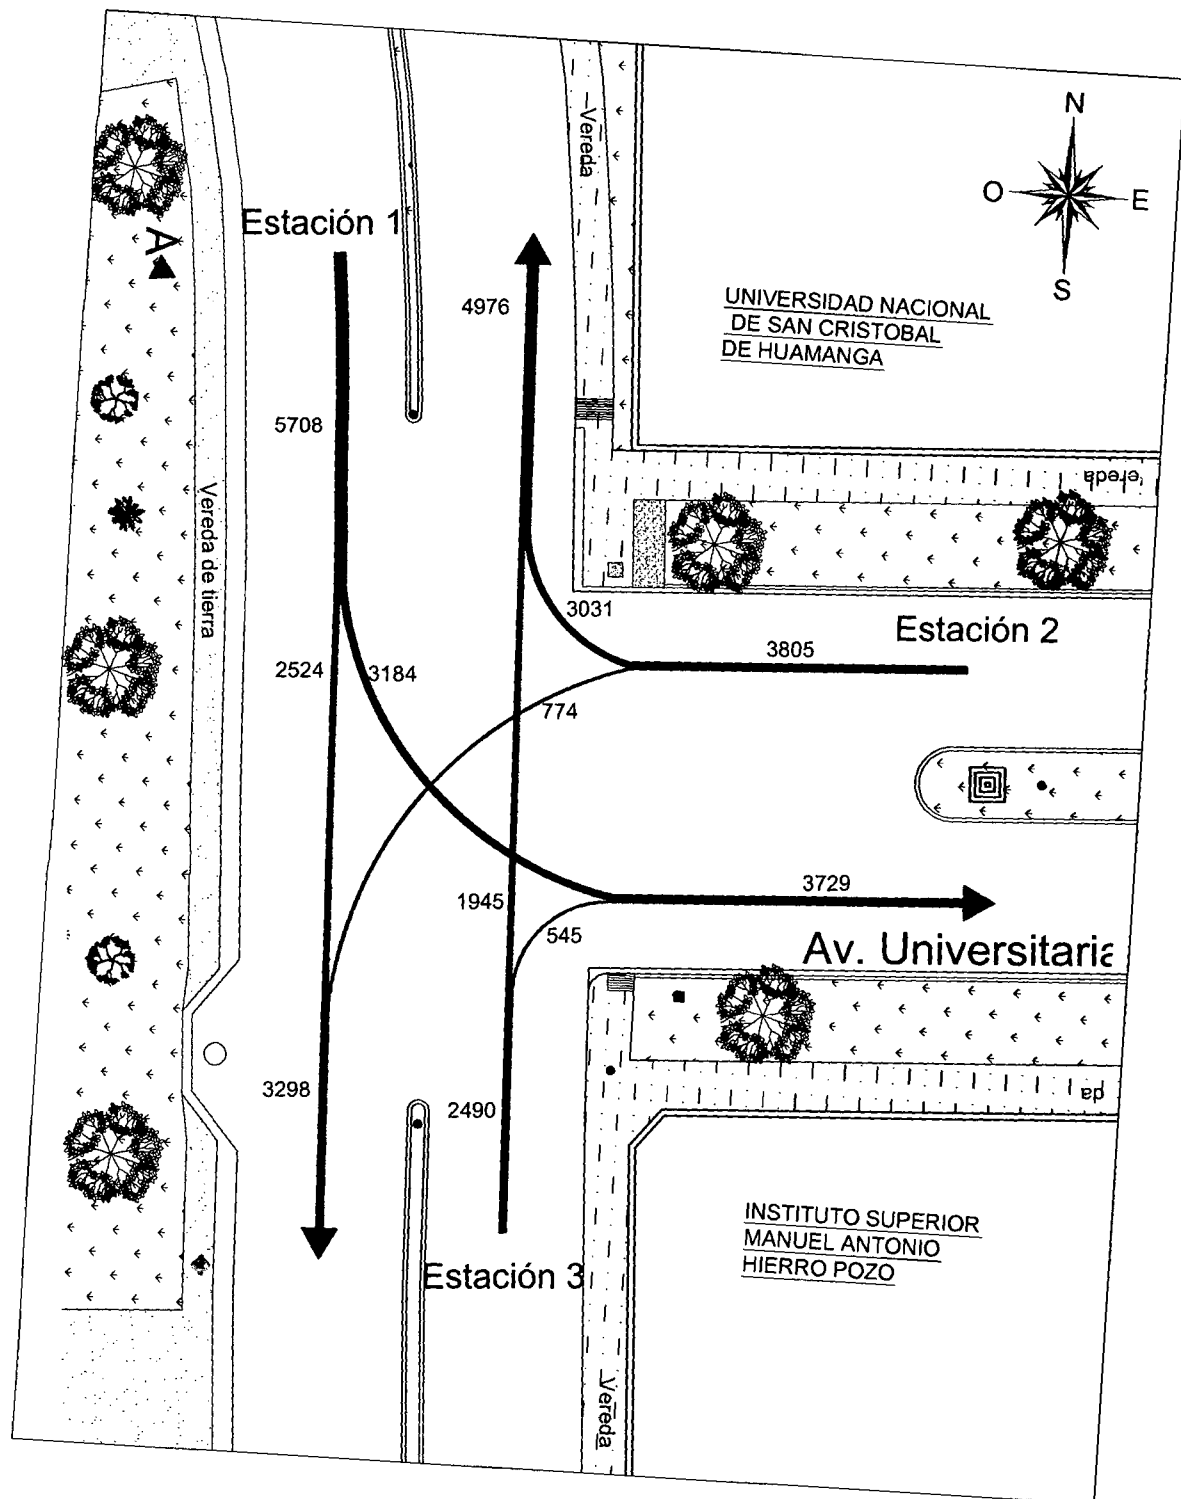 N
O
E
S
Vereda
Estación 1
A
4976
UNIVERSIDAD NACIONAL
DE SAN CRISTOBAL
DE HUAMANGA
5708
ereda
Vereda de tierra
3031
Estación 2
3805
2524
3184
774
3729
1945
545
Av. Universitaria
3298
2490
da
INSTITUTO SUPERIOR
MANUEL ANTONIO
HIERRO POZO
Estación 3
Vereda